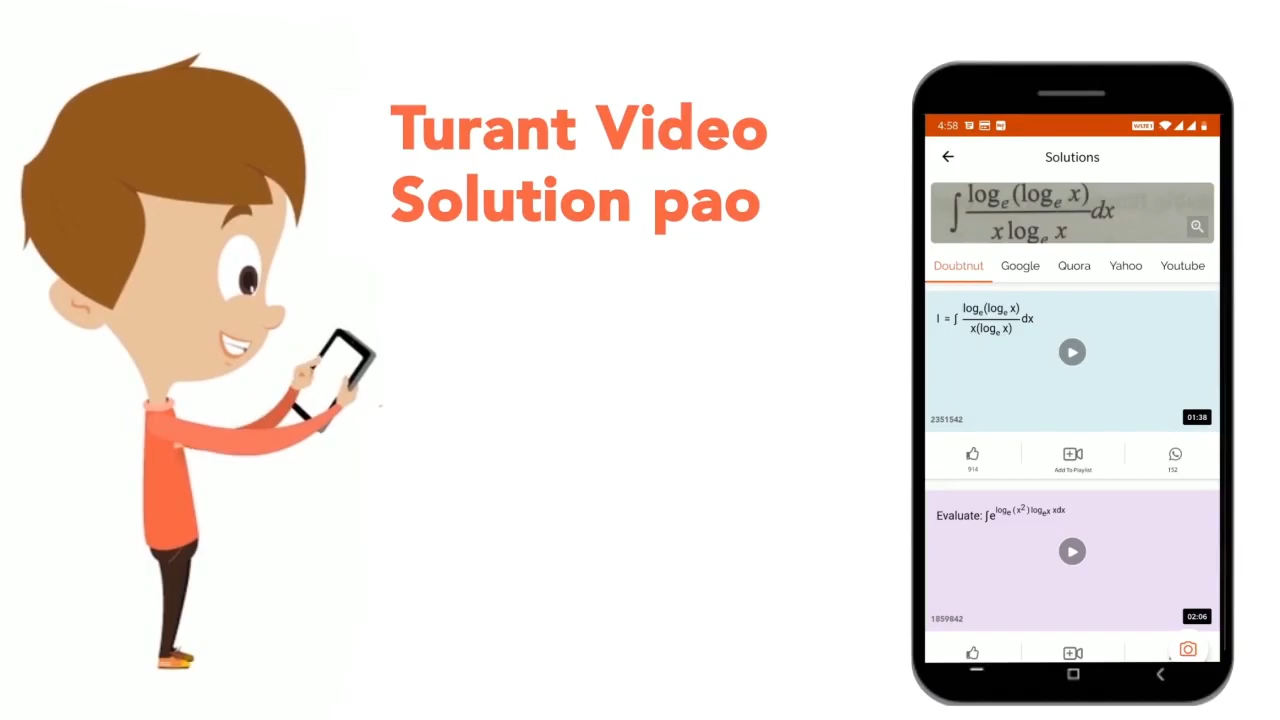 Turant Video
Solution pao
4:58
Solutions
∫ logₑ(logₑ x) / x logₑ x dx
Doubtnut Google Quora Yahoo Youtube
I = ∫ logₑ(logₑ x) / x(logₑ x) dx
2351542 01:38
914 Add To Playlist 152
Evaluate: ∫e^logₑ(x²)logₑx xdx
1859842 02:06